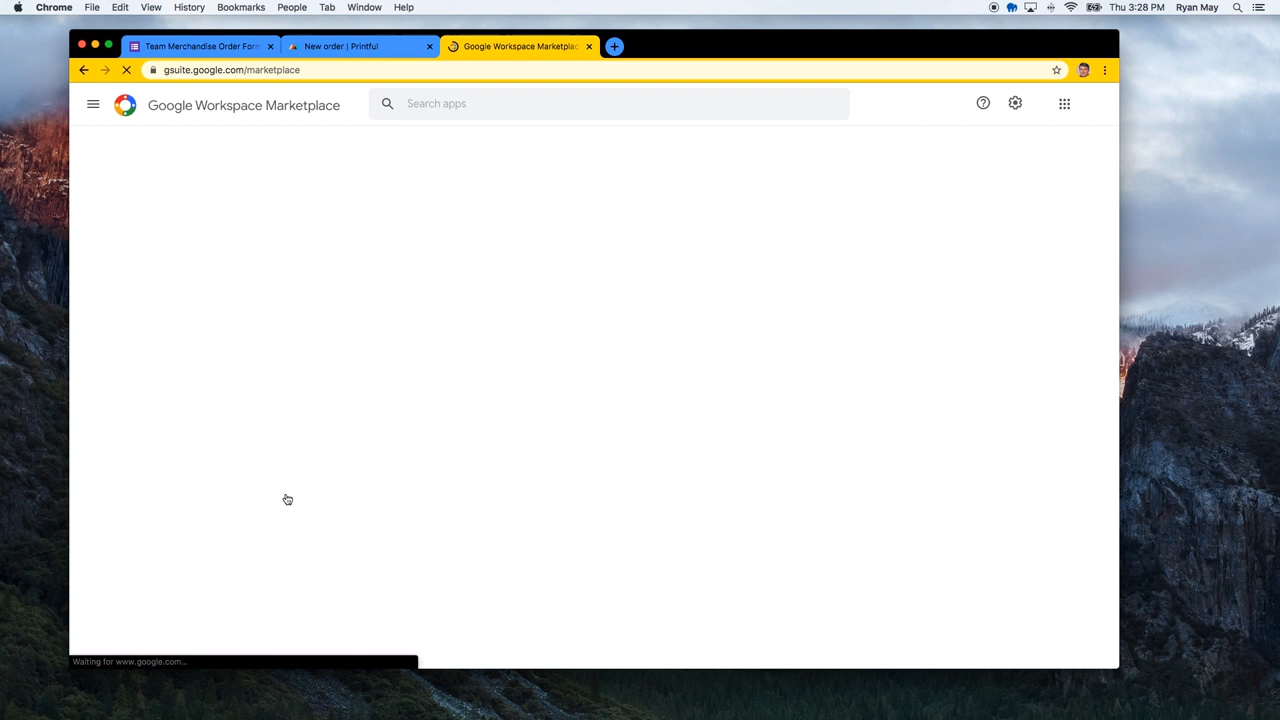 Chrome File Edit View History Bookmarks People Tab Window Help Thu 3:28 PM Ryan May
Team Merchandise Order Form New order | Printful Google Workspace Marketplac
gsuite.google.com/marketplace
Google Workspace Marketplace Search apps
Waiting for www.google.com...